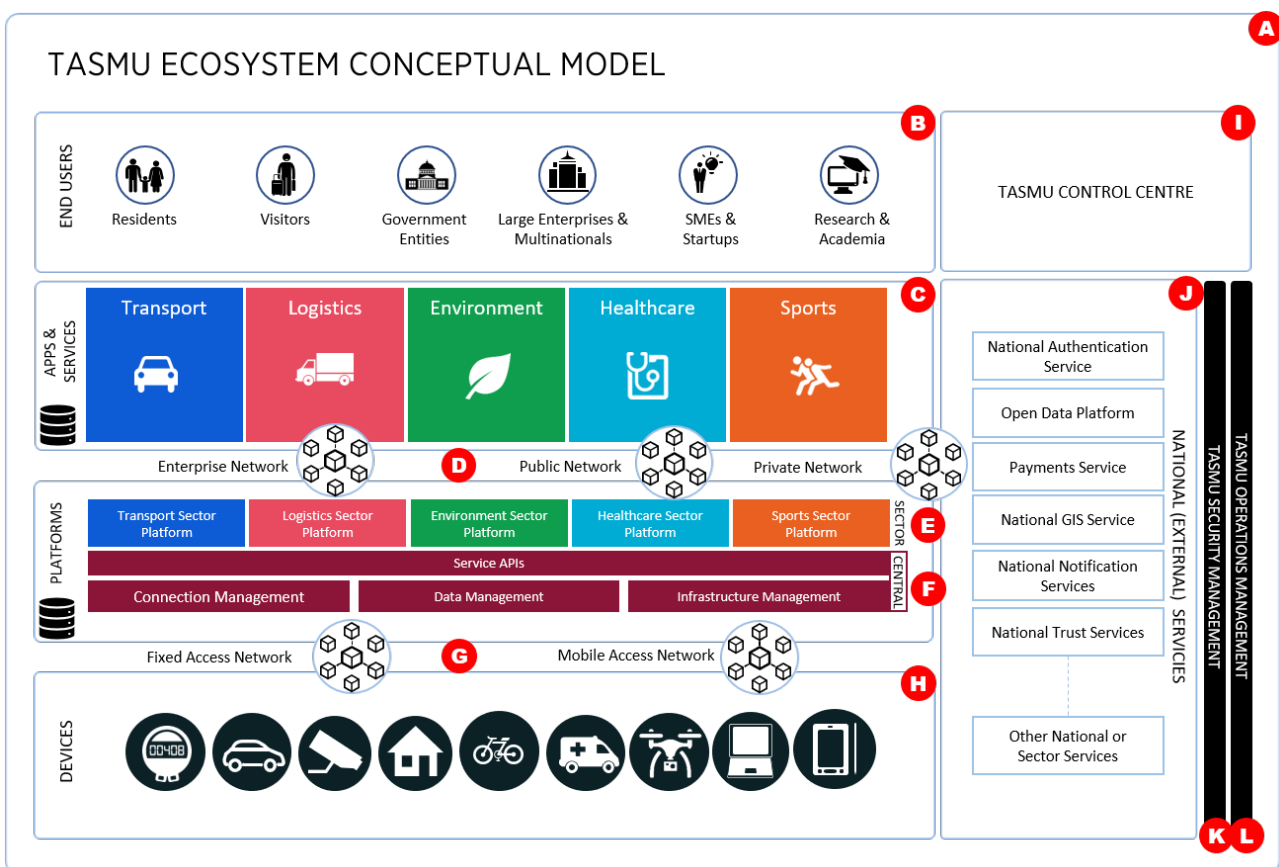 A
TASMU ECOSYSTEM CONCEPTUAL MODEL
B
END USERS
Residents
Visitors
Government
Entities
Large Enterprises &
Multinationals
SMEs &
Startups
Research &
Academia
I
TASMU CONTROL CENTRE
C
APPS &
SERVICES
Transport
Logistics
Environment
Healthcare
Sports
Enterprise Network
D
Public Network
Private Network
PLATFORMS
Transport Sector
Platform
Logistics Sector
Platform
Environment Sector
Platform
Healthcare Sector
Platform
Sports Sector
Platform
SECTOR
E
Service APIs
Connection Management
Data Management
Infrastructure Management
CENTRAL
F
Fixed Access Network
G
Mobile Access Network
H
DEVICES
00408
J
National Authentication
Service
Open Data Platform
Payments Service
National GIS Service
National Notification
Services
National Trust Services
Other National or
Sector Services
NATIONAL (EXTERNAL) SERVICIES
TASMU SECURITY MANAGEMENT
TASMU OPERATIONS MANAGEMENT
K
L